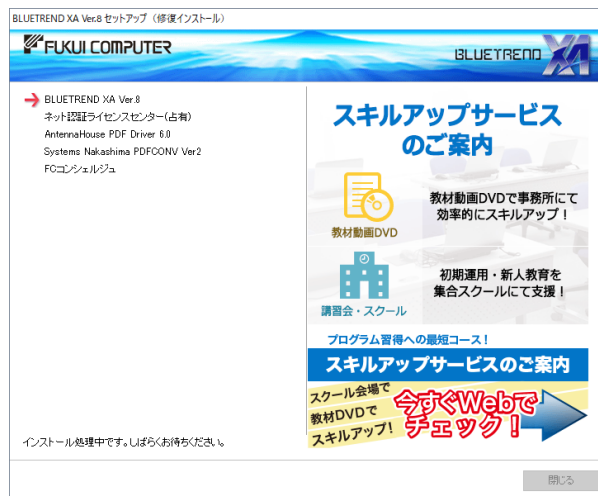 BLUETREND XA Ver.8 セットアップ（修復インストール）
FUKUI COMPUTER
BLUETREND XA
BLUETREND XA Ver.8
ネット認証ライセンスセンター(占有)
AntennaHouse PDF Driver 6.0
Systems Nakashima PDFCONV Ver2
FCコンシェルジュ
スキルアップサービス
のご案内
教材動画DVDで事務所にて
効率的にスキルアップ！
教材動画DVD
初期運用・新人教育を
集合スクールにて支援！
講習会・スクール
プログラム習得への最短コース！
スキルアップサービスのご案内
スクール会場で
教材DVDで
スキルアップ!
今すぐWebで
チェック！
インストール処理中です。しばらくお待ちください。
閉じる